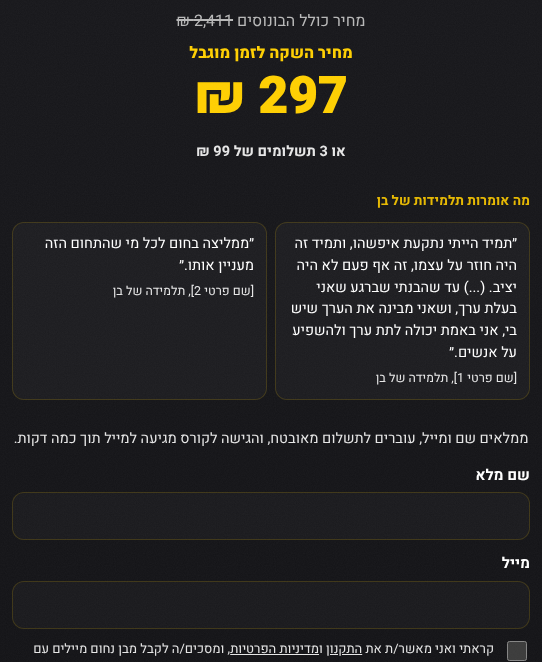 מחיר כולל הבונוסים 2,411 ₪
מחיר השקה לזמן מוגבל
297 ₪
או 3 תשלומים של 99 ₪
מה אומרות תלמידות של בן
"תמיד הייתי נתקעת איפשהו, ותמיד זה
היה חוזר על עצמו, זה אף פעם לא היה
יציב. (...) עד שהבנתי שברגע שאני
בעלת ערך, ושאני מבינה את הערך שיש
בי, אני באמת יכולה לתת ערך ולהשפיע
על אנשים."
[שם פרטי 1], תלמידה של בן
"ממליצה בחום לכל מי שהתחום הזה
מעניין אותו."
[שם פרטי 2], תלמידה של בן
ממלאים שם ומייל, עוברים לתשלום מאובטח, והגישה לקורס מגיעה למייל תוך כמה דקות.
שם מלא
מייל
קראתי ואני מאשר/ת את התקנון ומדיניות הפרטיות, ומסכים/ה לקבל מבן נחום מיילים עם